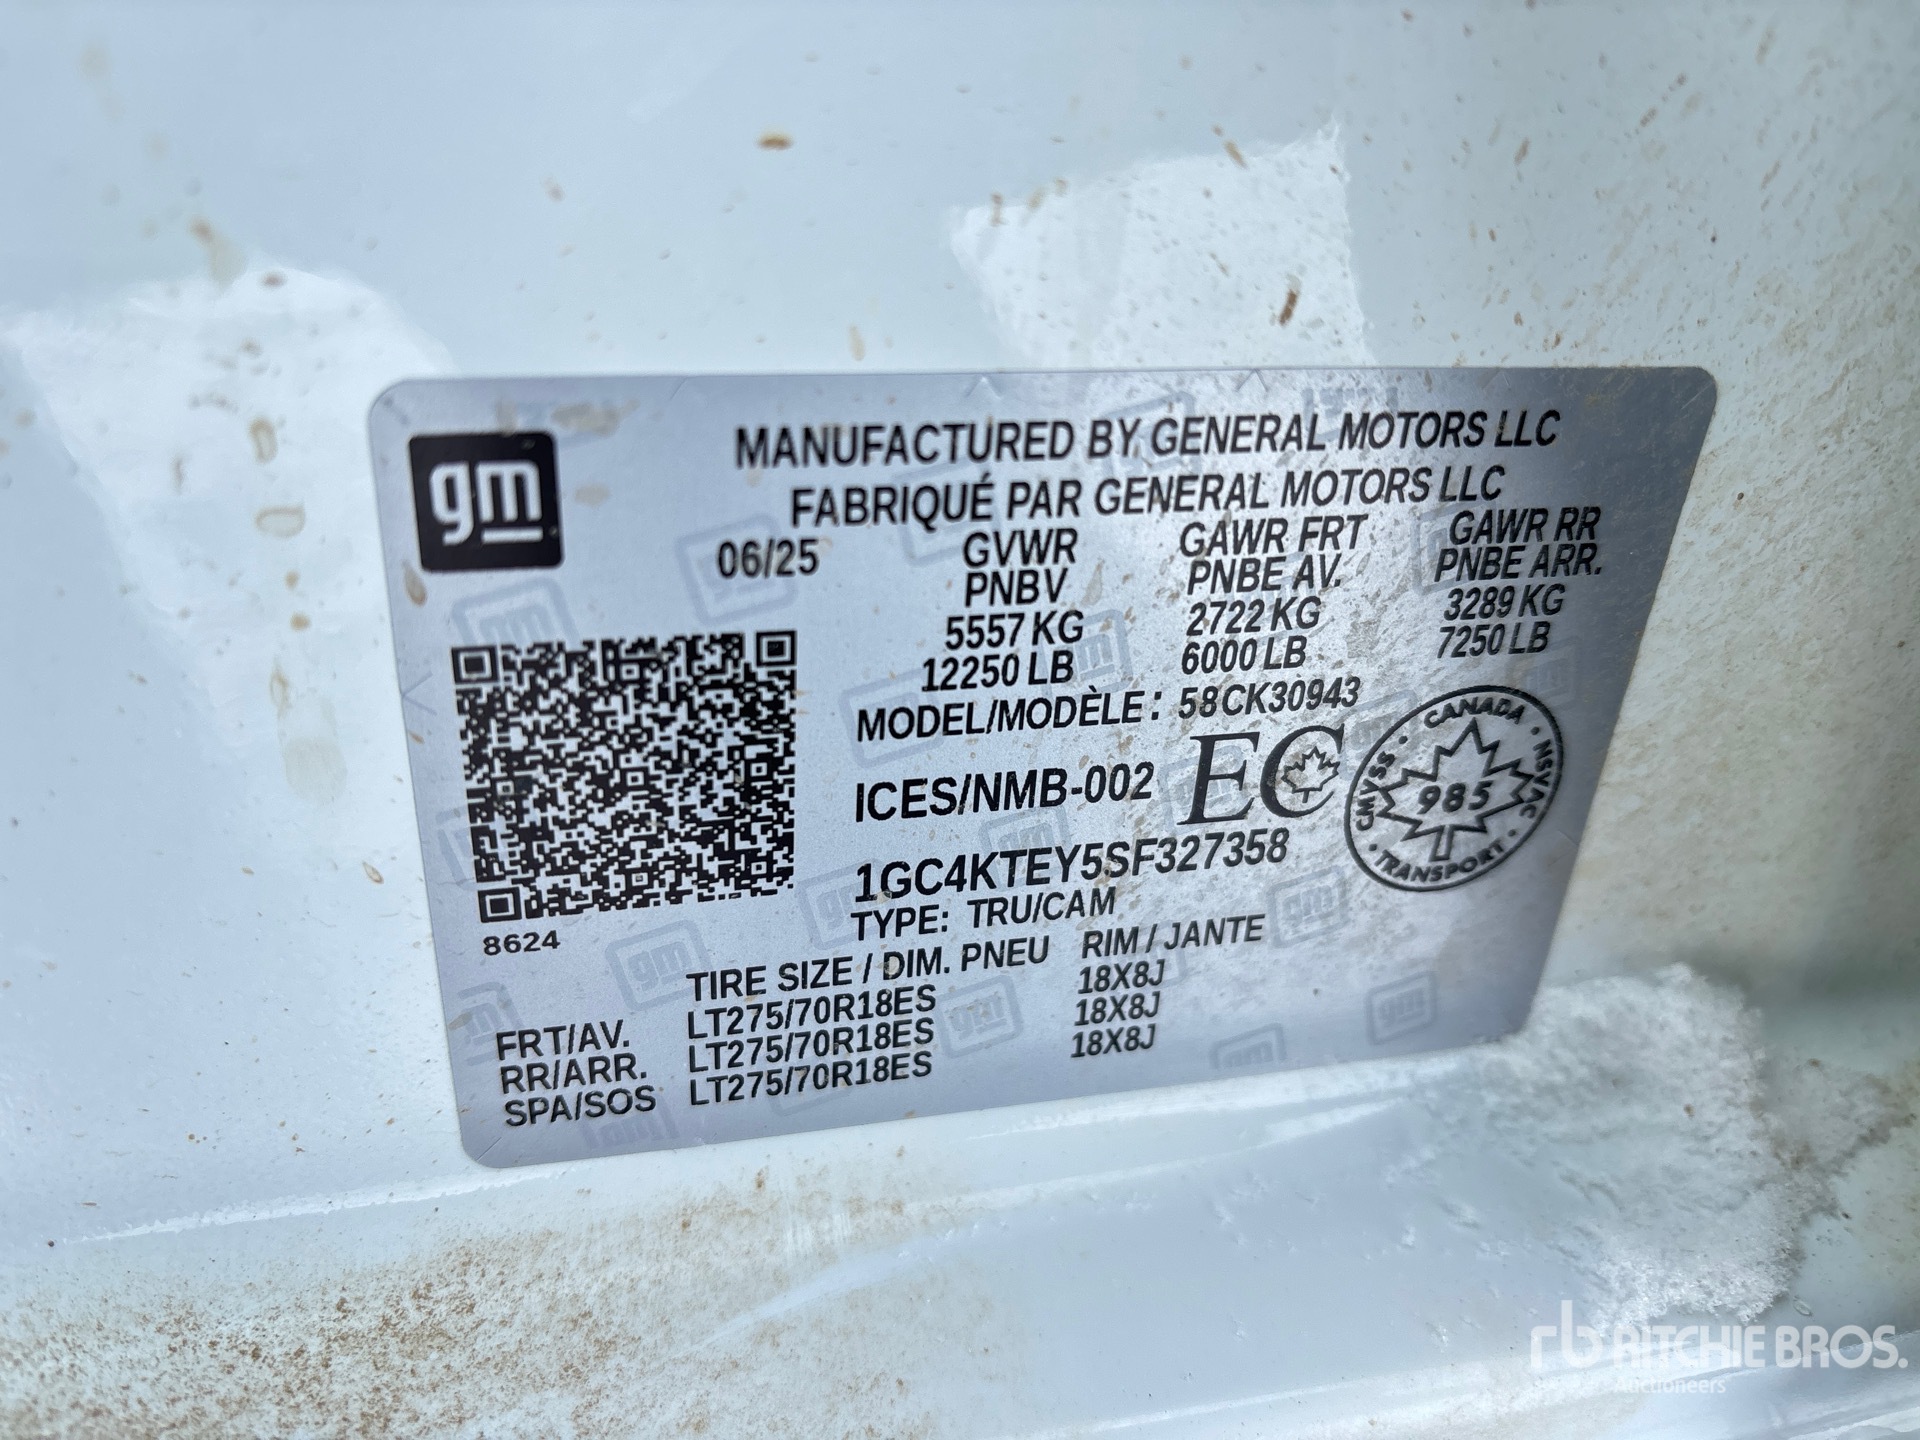 gm
MANUFACTURED BY GENERAL MOTORS LLC
FABRIQUÉ PAR GENERAL MOTORS LLC
06/25 GVWR GAWR FRT GAWR RR
PNBV PNBE AV. PNBE ARR.
5557 KG 2722 KG 3289 KG
12250 LB 6000 LB 7250 LB
MODEL/MODÈLE: 58CK30943
ICES/NMB-002 EC
CANADA
CMVSS · NSVAC
985
TRANSPORT
1GC4KTEY5SF327358
TYPE: TRU/CAM
8624
TIRE SIZE / DIM. PNEU RIM / JANTE
FRT/AV. LT275/70R18ES 18X8J
RR/ARR. LT275/70R18ES 18X8J
SPA/SOS LT275/70R18ES 18X8J
rb RITCHIE BROS.
Auctioneers